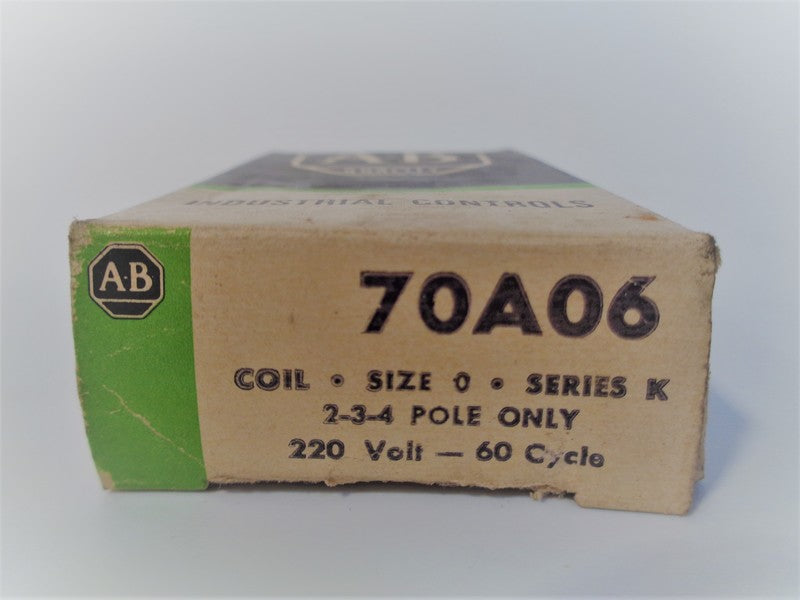 A-B
INDUSTRIAL CONTROLS
A-B
70A06
COIL • SIZE 0 • SERIES K
2-3-4 POLE ONLY
220 Volt — 60 Cycle